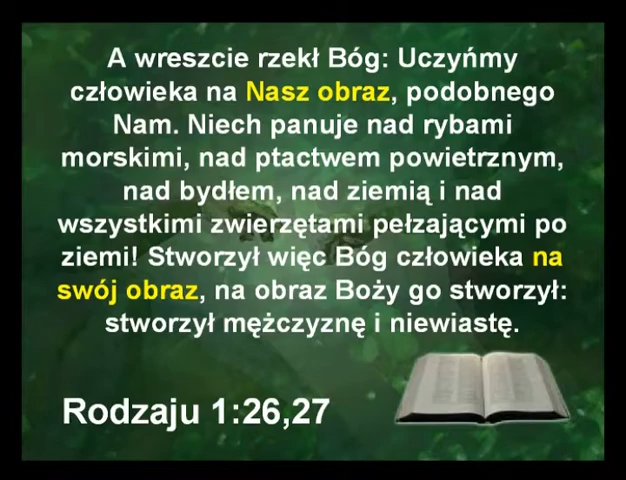 A wreszcie rzekł Bóg: Uczyńmy
człowieka na Nasz obraz, podobnego
Nam. Niech panuje nad rybami
morskimi, nad ptactwem powietrznym,
nad bydłem, nad ziemią i nad
wszystkimi zwierzętami pełzającymi po
ziemi! Stworzył więc Bóg człowieka na
swój obraz, na obraz Boży go stworzył:
stworzył mężczyznę i niewiastę.
Rodzaju 1:26,27